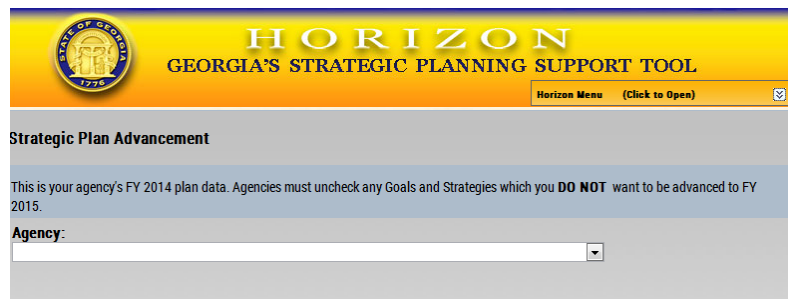 STATE OF GEORGIA
1776
HORIZON
GEORGIA'S STRATEGIC PLANNING SUPPORT TOOL
Horizon Menu (Click to Open)
Strategic Plan Advancement
This is your agency's FY 2014 plan data. Agencies must uncheck any Goals and Strategies which you DO NOT want to be advanced to FY
2015.
Agency: